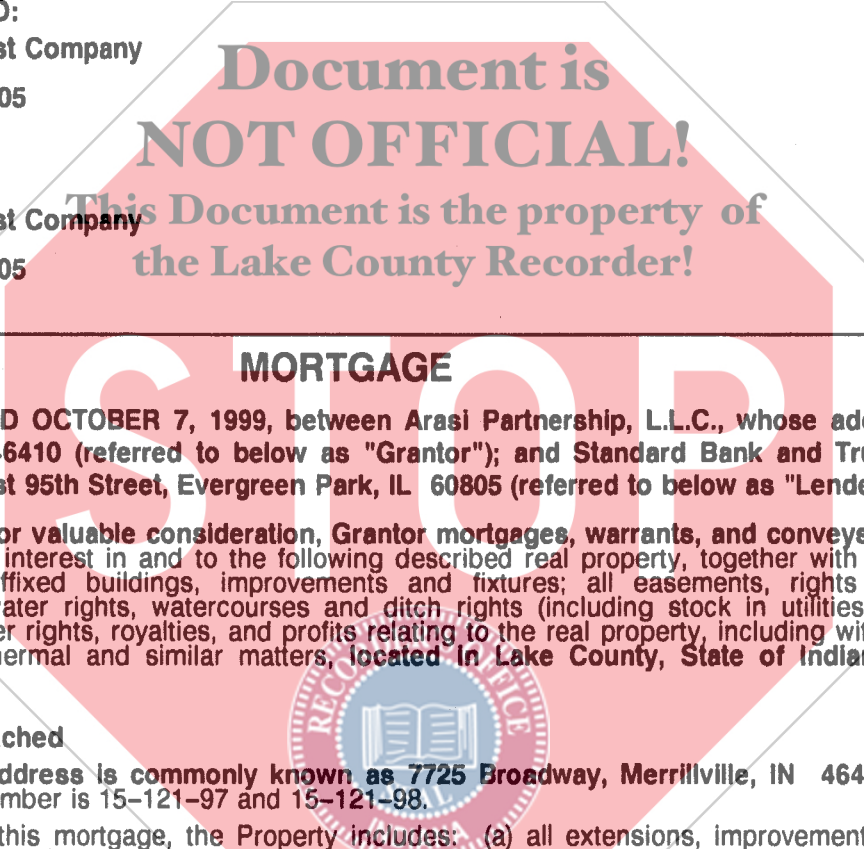 D:
st Company
Document is
05
NOT OFFICIAL!
This Document is the property of
st Company
the Lake County Recorder!
05
STOP
MORTGAGE
D OCTOBER 7, 1999, between Arasi Partnership, L.L.C., whose add
46410 (referred to below as "Grantor"); and Standard Bank and Tru
st 95th Street, Evergreen Park, IL 60805 (referred to below as "Lende
or valuable consideration, Grantor mortgages, warrants, and conveys
interest in and to the following described real property, together with
ffixed buildings, improvements and fixtures; all easements, rights
ater rights, watercourses and ditch rights (including stock in utilities
er rights, royalties, and profits relating to the real property, including wit
hermal and similar matters, located in Lake County, State of Indian
RECORDING OFFICE
ched
ddress is commonly known as 7725 Broadway, Merrillville, IN 464
mber is 15-121-97 and 15-121-98.
SEAL
INDIANA
this mortgage, the Property includes: (a) all extensions, improvement